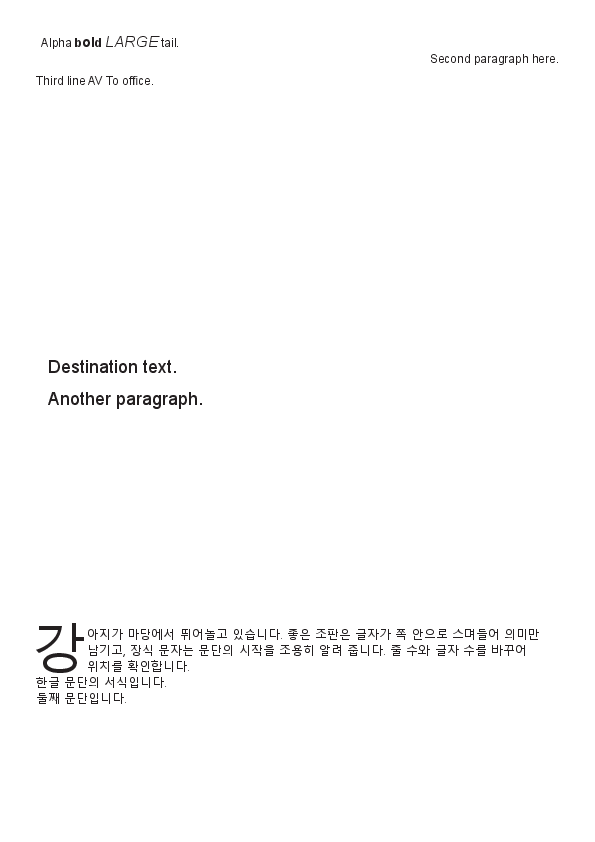 Alpha bold LARGE tail.
Second paragraph here.
Third line AV To office.
Destination text.
Another paragraph.
강아지가 마당에서 뛰어놀고 있습니다. 좋은 조판은 글자가 쪽 안으로 스며들어 의미만
남기고, 장식 문자는 문단의 시작을 조용히 알려 줍니다. 줄 수와 글자 수를 바꾸어
위치를 확인합니다.
한글 문단의 서식입니다.
둘째 문단입니다.